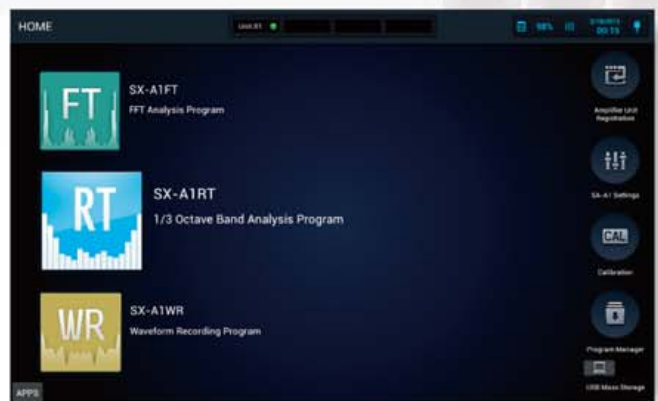 HOME
Unit #1
98%
00:15
FT
SX-A1FT
FFT Analysis Program
RT
SX-A1RT
1/3 Octave Band Analysis Program
WR
SX-A1WR
Waveform Recording Program
Amplifier Unit
Registration
SA-A1 Settings
CAL
Calibration
Program Manager
USB Mass Storage
APPS